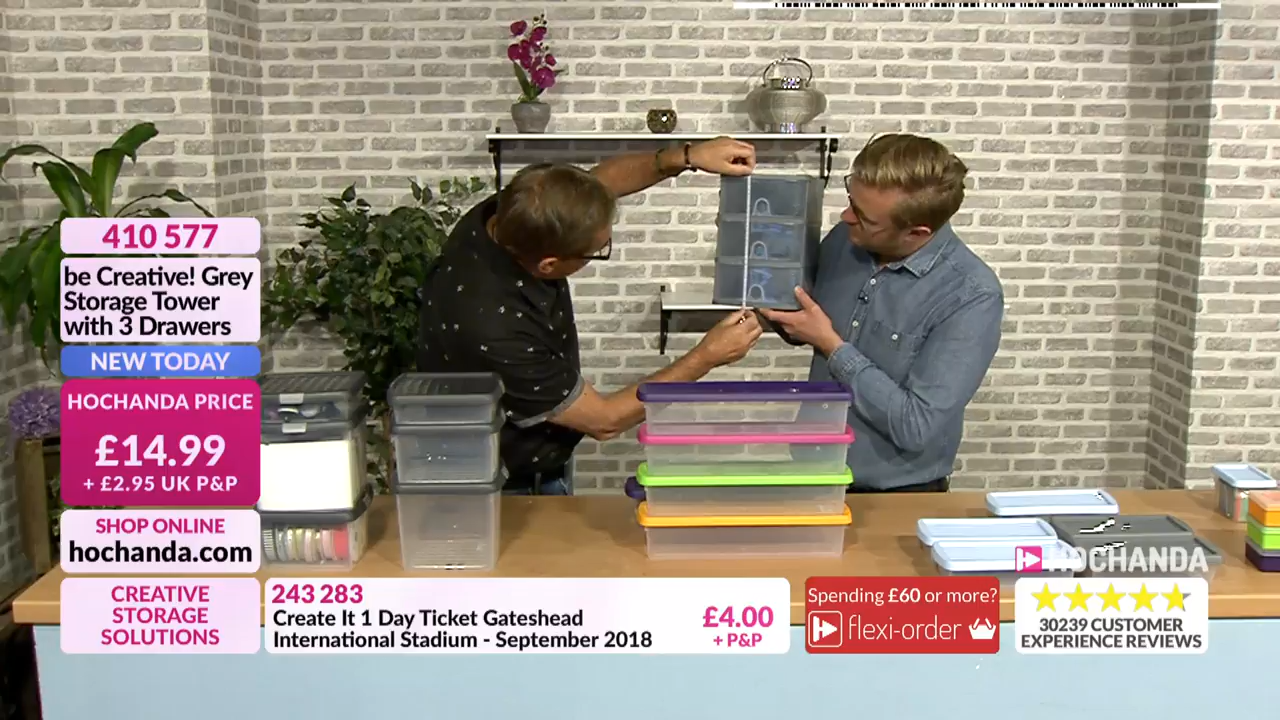 410 577
be Creative! Grey
Storage Tower
with 3 Drawers
NEW TODAY
HOCHANDA PRICE
£14.99
+ £2.95 UK P&P
SHOP ONLINE
hochanda.com
CREATIVE
STORAGE
SOLUTIONS
243 283
Create It 1 Day Ticket Gateshead
International Stadium - September 2018
£4.00
+ P&P
Spending £60 or more?
flexi-order
HOCHANDA
30239 CUSTOMER
EXPERIENCE REVIEWS